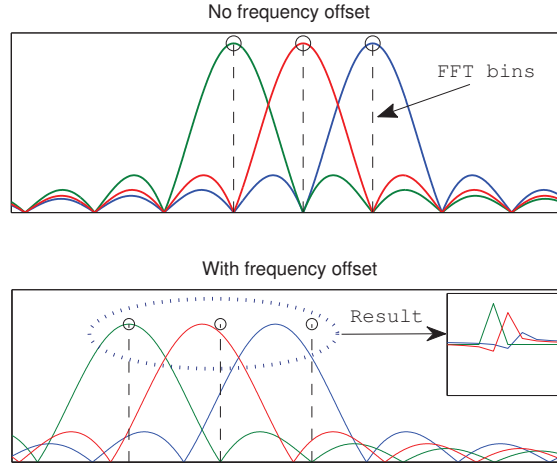 No frequency offset
FFT bins
With frequency offset
Result